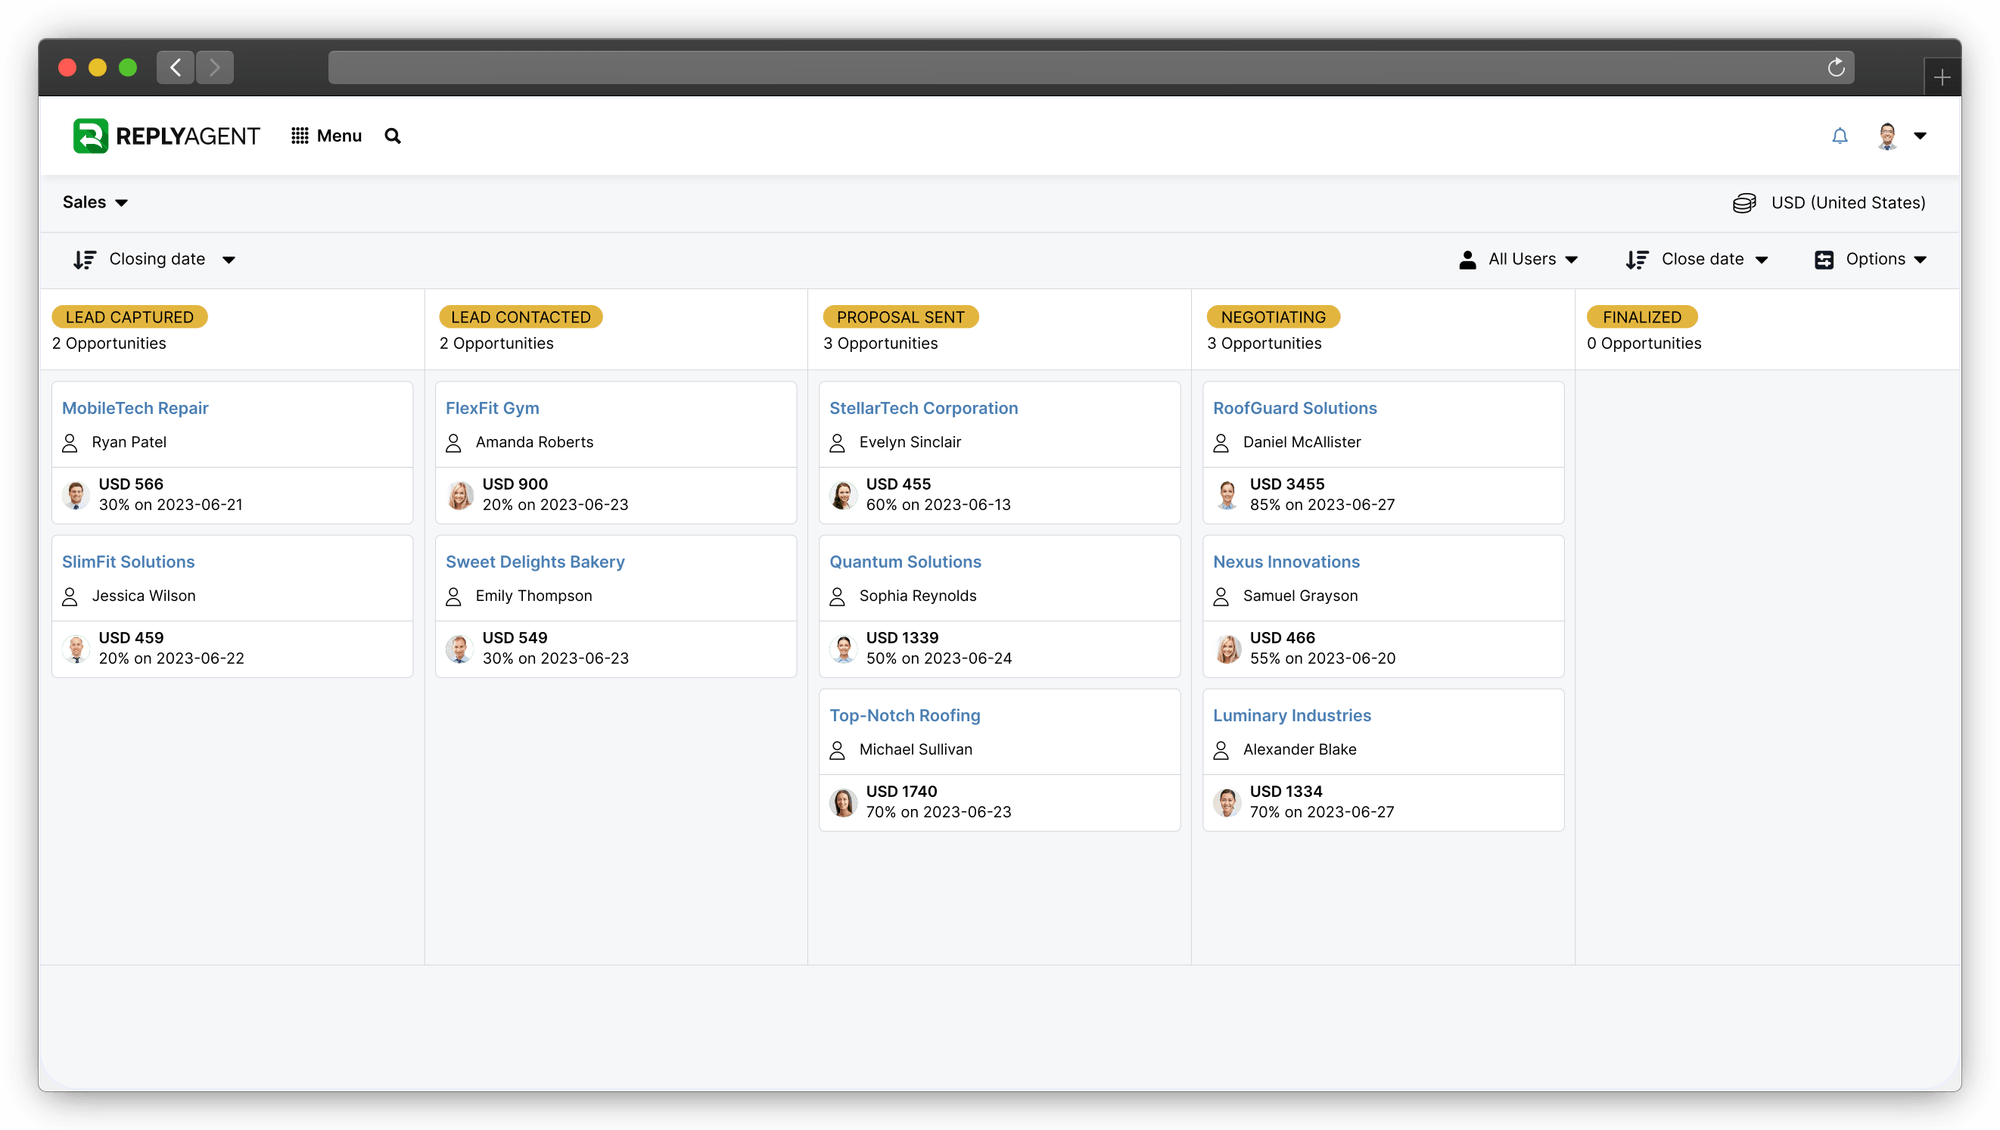 REPLYAGENT Menu
Sales USD (United States)
Closing date All Users Close date Options
LEAD CAPTURED
2 Opportunities
MobileTech Repair
Ryan Patel
USD 566
30% on 2023-06-21
SlimFit Solutions
Jessica Wilson
USD 459
20% on 2023-06-22
LEAD CONTACTED
2 Opportunities
FlexFit Gym
Amanda Roberts
USD 900
20% on 2023-06-23
Sweet Delights Bakery
Emily Thompson
USD 549
30% on 2023-06-23
PROPOSAL SENT
3 Opportunities
StellarTech Corporation
Evelyn Sinclair
USD 455
60% on 2023-06-13
Quantum Solutions
Sophia Reynolds
USD 1339
50% on 2023-06-24
Top-Notch Roofing
Michael Sullivan
USD 1740
70% on 2023-06-23
NEGOTIATING
3 Opportunities
RoofGuard Solutions
Daniel McAllister
USD 3455
85% on 2023-06-27
Nexus Innovations
Samuel Grayson
USD 466
55% on 2023-06-20
Luminary Industries
Alexander Blake
USD 1334
70% on 2023-06-27
FINALIZED
0 Opportunities